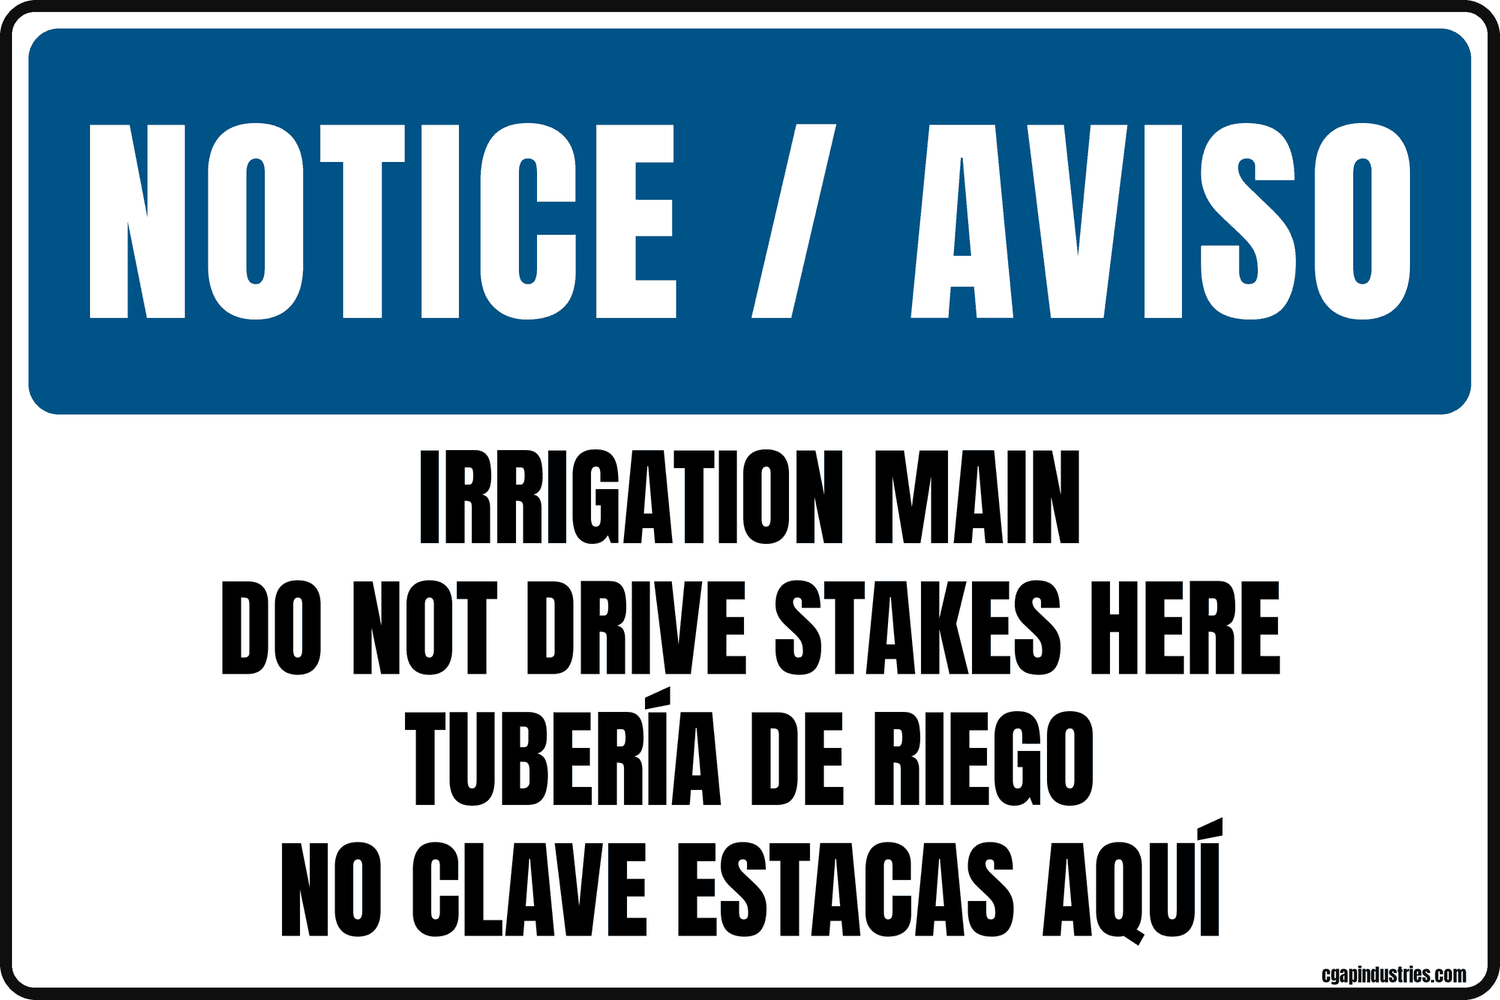 NOTICE / AVISO
IRRIGATION MAIN
DO NOT DRIVE STAKES HERE
TUBERÍA DE RIEGO
NO CLAVE ESTACAS AQUÍ
cgapindustries.com